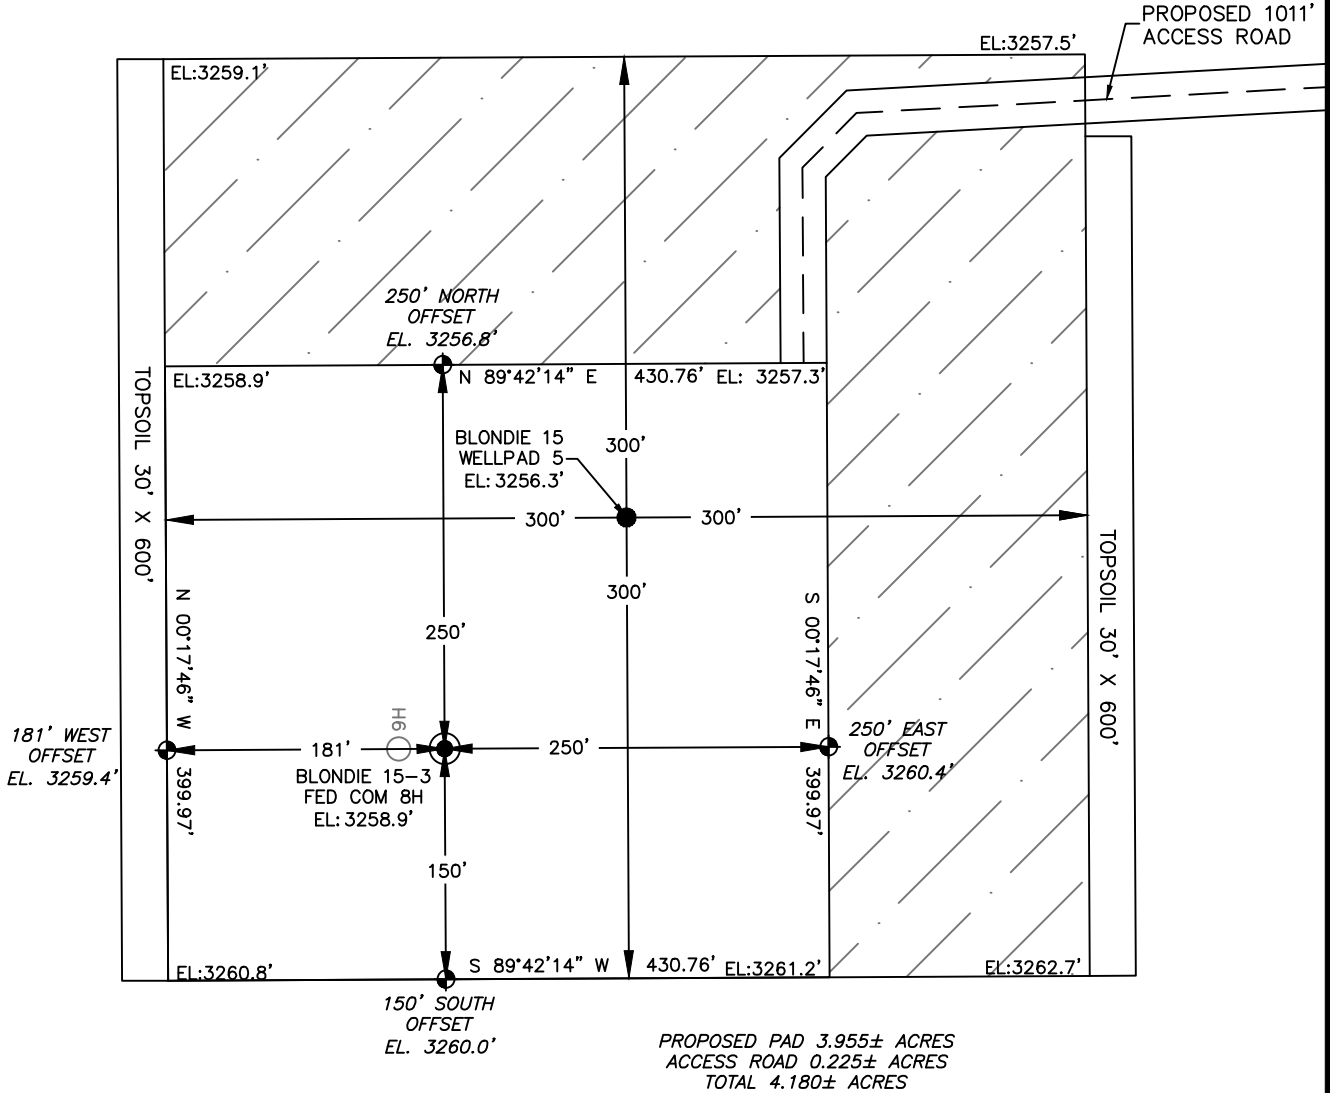 PROPOSED 1011'
ACCESS ROAD
EL:3257.5'
EL:3259.1'
250' NORTH
OFFSET
EL. 3256.8'
EL:3258.9'
N 89°42'14" E 430.76' EL: 3257.3'
TOPSOIL 30' X 600'
BLONDIE 15
WELLPAD 5
EL:3256.3'
300'
300'
300'
300'
TOPSOIL 30' X 600'
N 00°17'46" W 399.97'
S 00°17'46" E 399.97'
250'
H6
181' WEST
OFFSET
EL. 3259.4'
181'
250'
250' EAST
OFFSET
EL. 3260.4'
BLONDIE 15-3
FED COM 8H
EL:3258.9'
150'
EL:3260.8'
S 89°42'14" W 430.76' EL:3261.2'
EL:3262.7'
150' SOUTH
OFFSET
EL. 3260.0'
PROPOSED PAD 3.955± ACRES
ACCESS ROAD 0.225± ACRES
TOTAL 4.180± ACRES